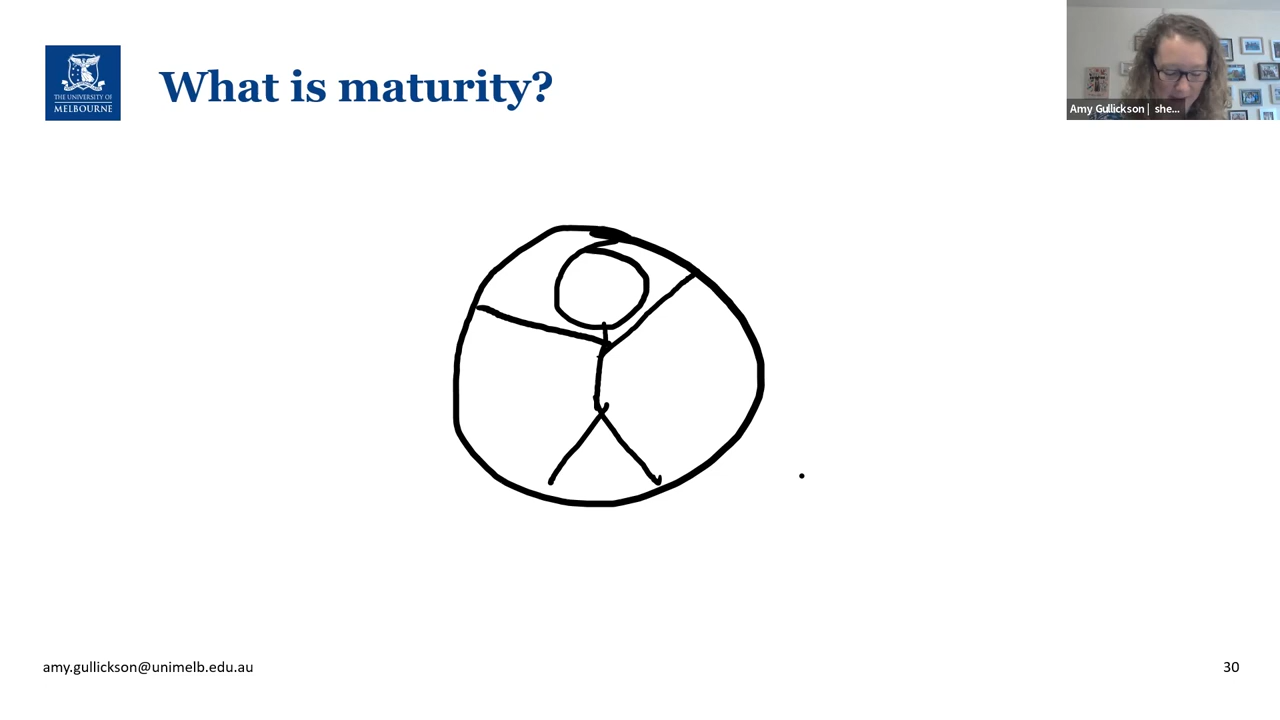 THE UNIVERSITY OF
MELBOURNE
What is maturity?
Amy Gullickson | she...
amy.gullickson@unimelb.edu.au
30